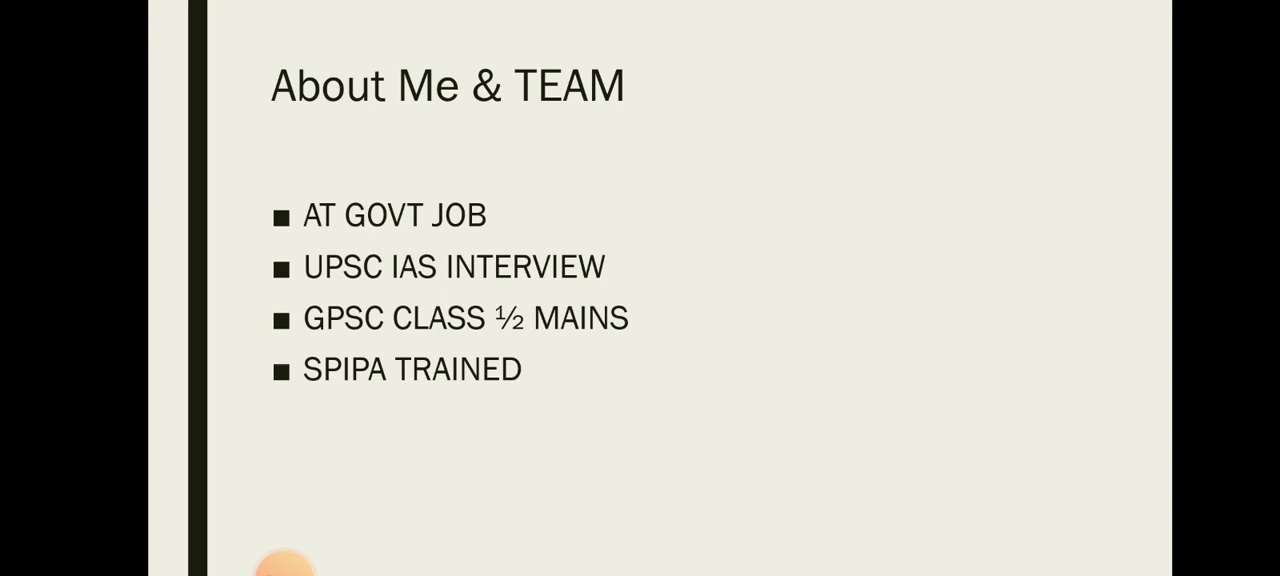 About Me & TEAM
■ AT GOVT JOB
■ UPSC IAS INTERVIEW
■ GPSC CLASS ½ MAINS
■ SPIPA TRAINED